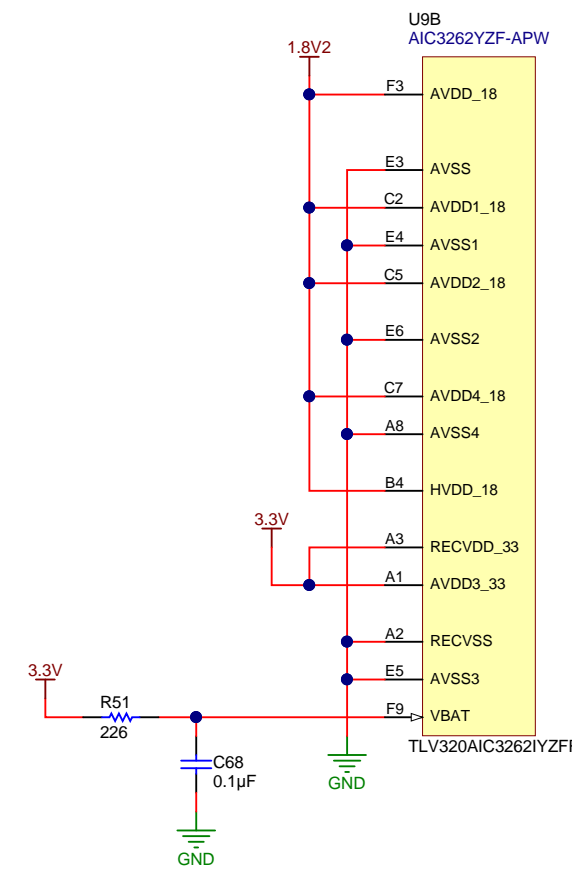 U9B
AIC3262YZF-APW
1.8V2
F3 AVDD_18
E3 AVSS
C2 AVDD1_18
E4 AVSS1
C5 AVDD2_18
E6 AVSS2
C7 AVDD4_18
A8 AVSS4
B4 HVDD_18
3.3V
A3 RECVDD_33
A1 AVDD3_33
A2 RECVSS
3.3V
E5 AVSS3
R51
F9 VBAT
226
TLV320AIC3262IYZFF
C68
0.1µF
GND
GND